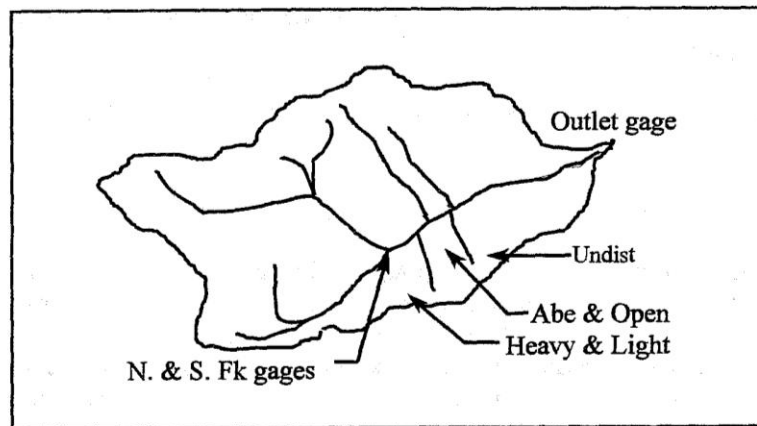 Outlet gage
Undist
Abe & Open
Heavy & Light
N. & S. Fk gages